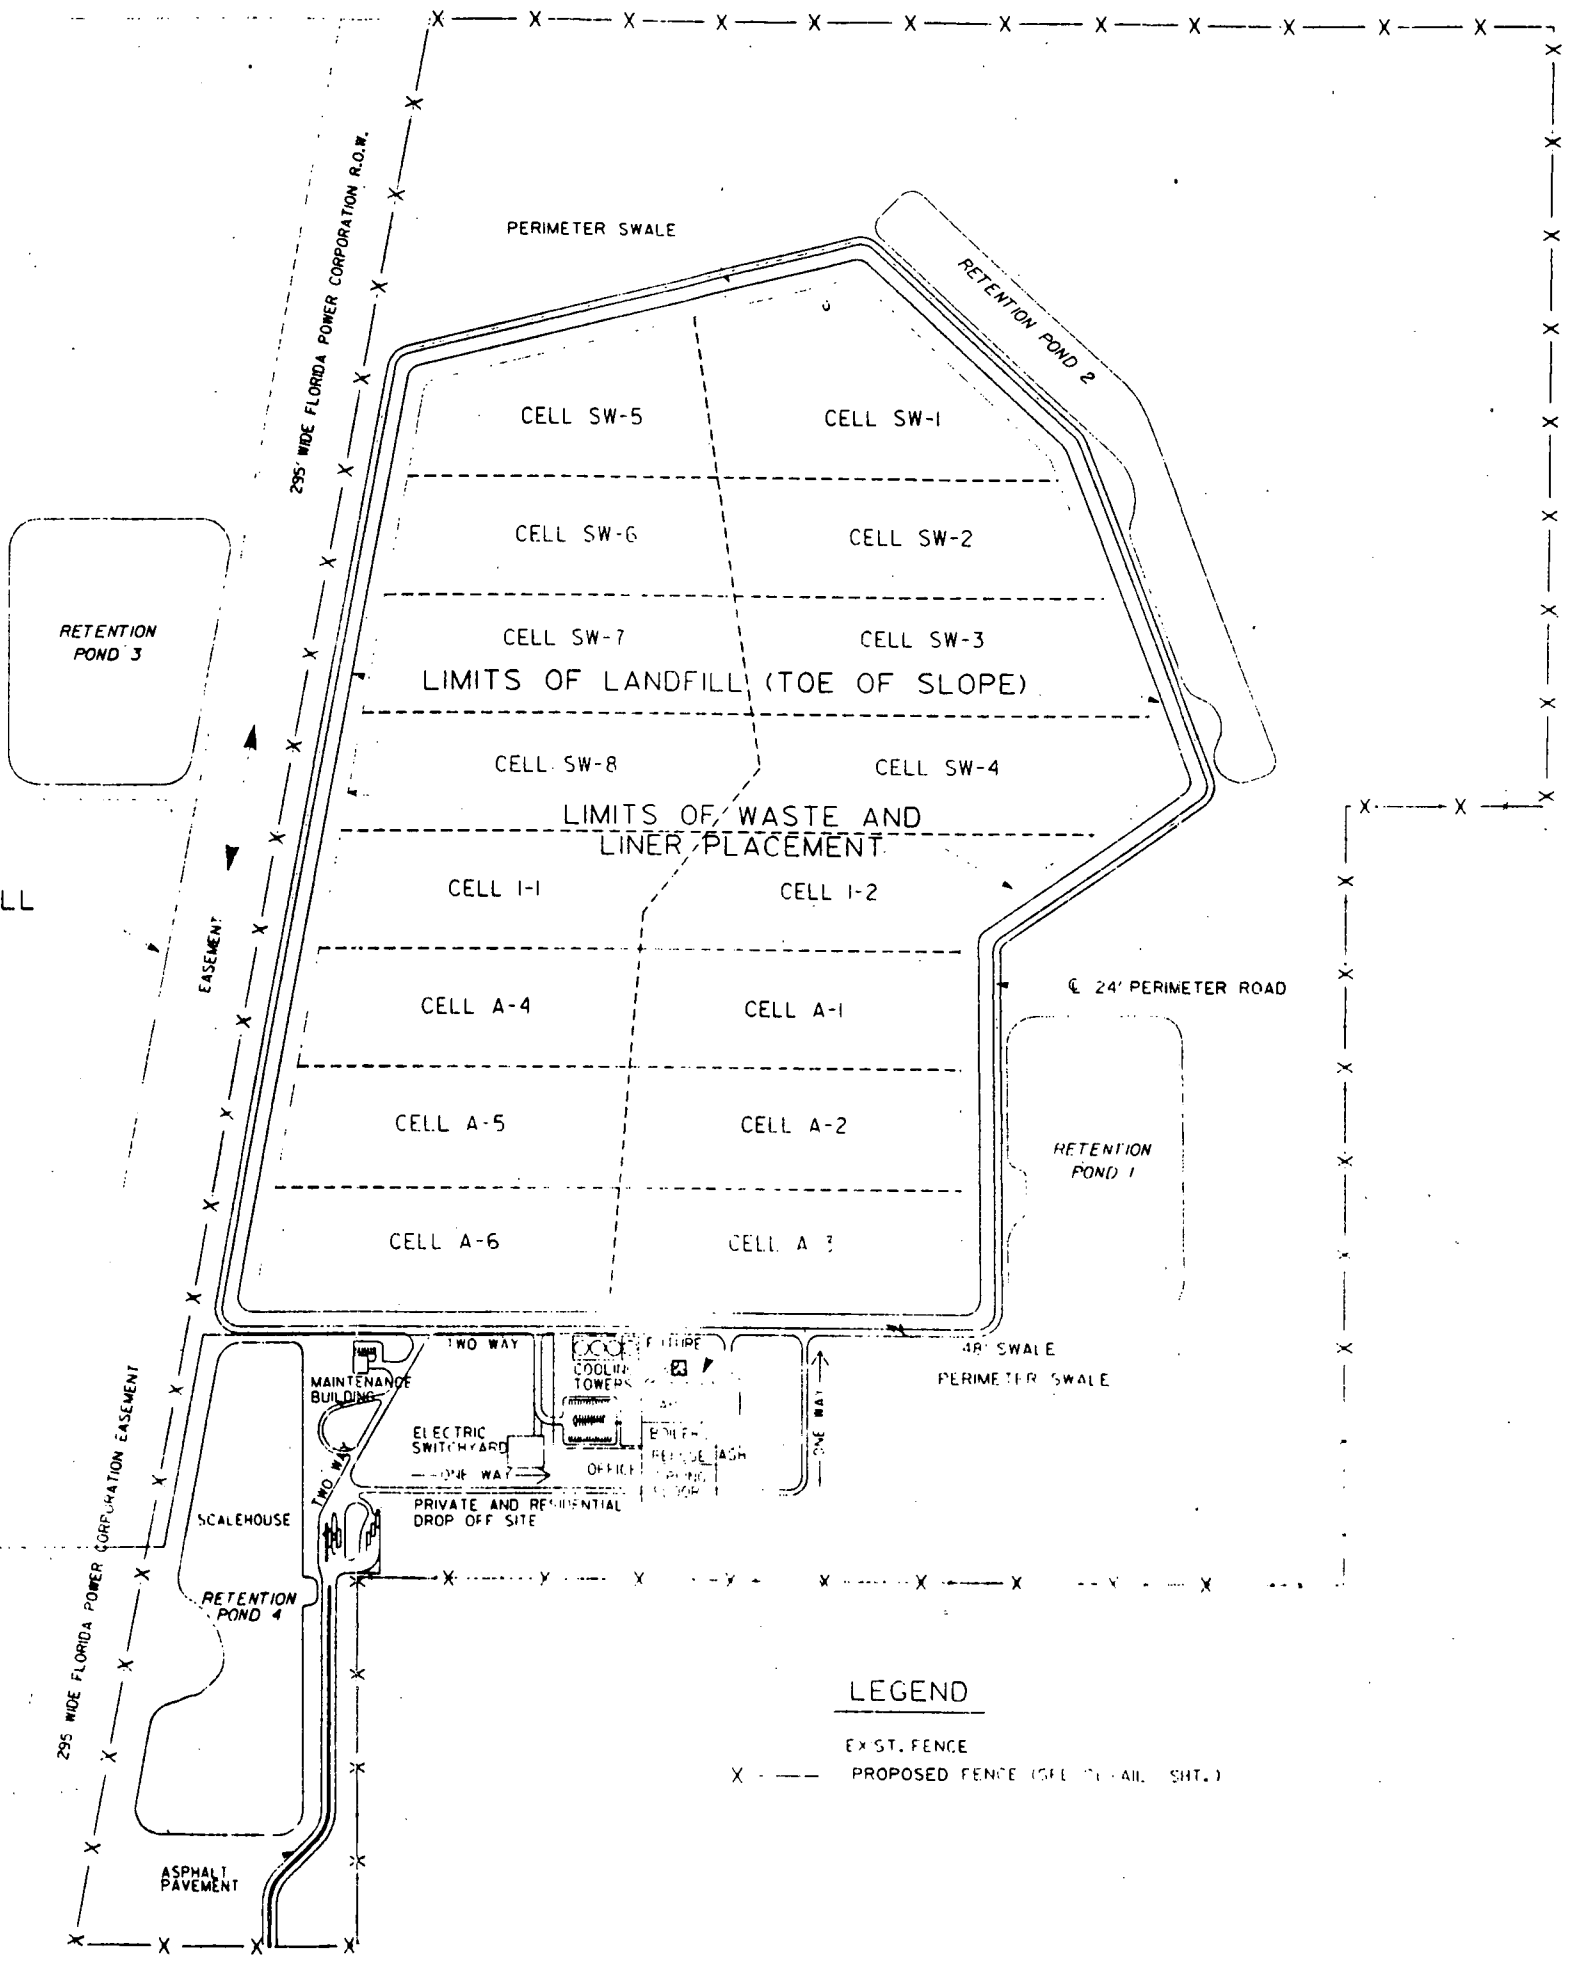 295' WIDE FLORIDA POWER CORPORATION R.O.W.
PERIMETER SWALE
RETENTION POND 2
CELL SW-5
CELL SW-1
CELL SW-6
CELL SW-2
RETENTION
POND 3
CELL SW-7
CELL SW-3
LIMITS OF LANDFILL (TOE OF SLOPE)
CELL SW-8
CELL SW-4
LIMITS OF WASTE AND
LINER PLACEMENT
CELL I-1
CELL I-2
LL
EASEMENT
CELL A-4
CELL A-1
℄ 24' PERIMETER ROAD
CELL A-5
CELL A-2
RETENTION
POND 1
CELL A-6
CELL A 3
TWO WAY
48' SWALE
PERIMETER SWALE
MAINTENANCE
BUILDING
COOLIN
TOWERS
ONE WAY
ELECTRIC
SWITCHYARD
ONE WAY
OFFICE
ASH
TWO WAY
PRIVATE AND RESIDENTIAL
DROP OFF SITE
SCALEHOUSE
295 WIDE FLORIDA POWER CORPORATION EASEMENT
RETENTION
POND 4
ASPHALT
PAVEMENT
LEGEND
EXIST. FENCE
X - — PROPOSED FENCE SHT.)